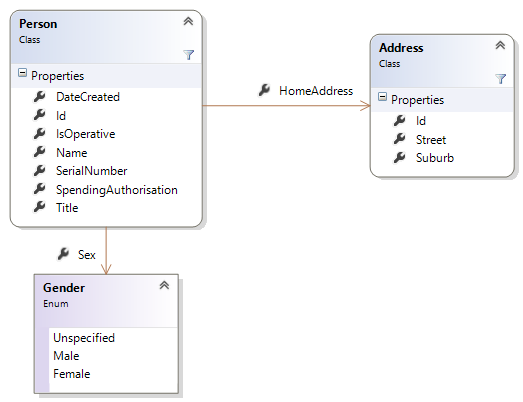 Person
Class
Properties
DateCreated
Id
IsOperative
Name
SerialNumber
SpendingAuthorisation
Title
HomeAddress
Address
Class
Properties
Id
Street
Suburb
Sex
Gender
Enum
Unspecified
Male
Female